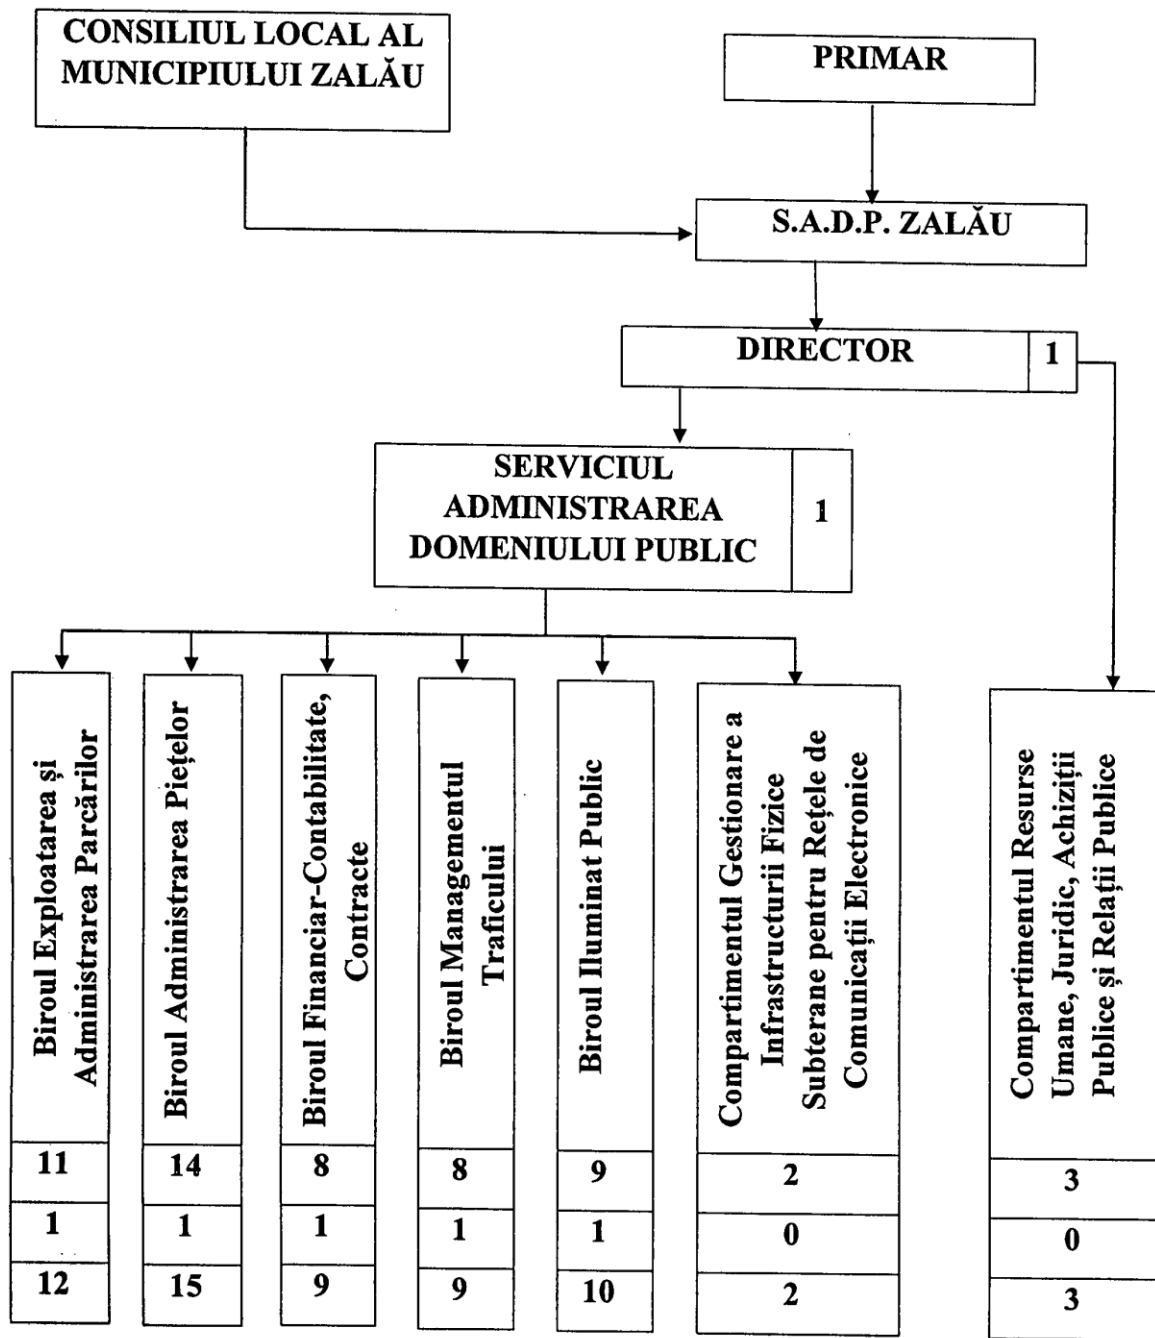 CONSILIUL LOCAL AL
MUNICIPIULUI ZALĂU
PRIMAR
S.A.D.P. ZALĂU
DIRECTOR
1
SERVICIUL
ADMINISTRAREA
DOMENIULUI PUBLIC
1
Biroul Exploatarea și
Administrarea Parcărilor
Biroul Administrarea Piețelor
Biroul Financiar-Contabilitate,
Contracte
Biroul Managementul
Traficului
Biroul Iluminat Public
Compartimentul Gestionare a
Infrastructurii Fizice
Subterane pentru Rețele de
Comunicații Electronice
Compartimentul Resurse
Umane, Juridic, Achiziții
Publice și Relații Publice
11 14 8 8 9 2 3
1 1 1 1 1 0 0
12 15 9 9 10 2 3